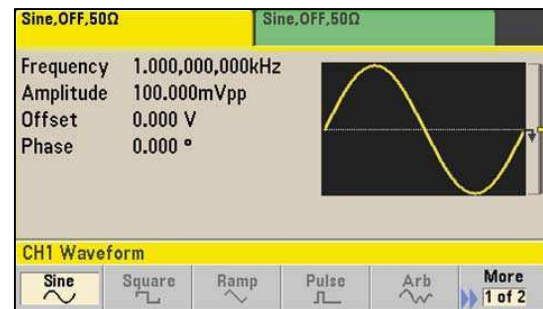 Sine,OFF,50Ω Sine,OFF,50Ω
Frequency 1.000,000,000kHz
Amplitude 100.000mVpp
Offset 0.000 V
Phase 0.000 °
CH1 Waveform
Sine Square Ramp Pulse Arb More
1 of 2